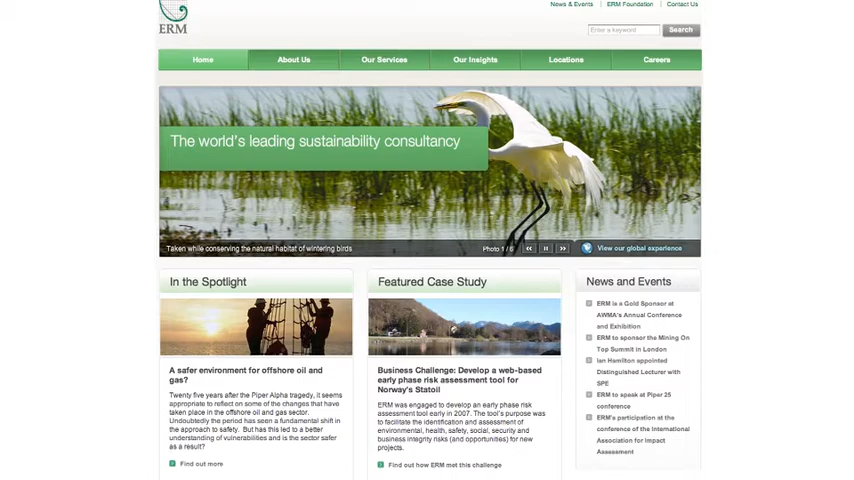 News & Events | ERM Foundation | Contact Us
ERM
Enter a keyword Search
Home About Us Our Services Our Insights Locations Careers
The world's leading sustainability consultancy
Taken while conserving the natural habitat of wintering birds
Photo 1 / 6
View our global experience
In the Spotlight
A safer environment for offshore oil and
gas?
Twenty five years after the Piper Alpha tragedy, it seems
appropriate to reflect on some of the changes that have
taken place in the offshore oil and gas sector.
Undoubtedly the period has seen a fundamental shift in
the approach to safety. But has this led to a better
understanding of vulnerabilities and is the sector safer
as a result?
Find out more
Featured Case Study
Business Challenge: Develop a web-based
early phase risk assessment tool for
Norway's Statoil
ERM was engaged to develop an early phase risk
assessment tool early in 2007. The tool's purpose was
to facilitate the identification and assessment of
environmental, health, safety, social, security and
business integrity risks (and opportunities) for new
projects.
Find out how ERM met this challenge
News and Events
ERM is a Gold Sponsor at
AWMA's Annual Conference
and Exhibition
ERM to sponsor the Mining On
Top Summit in London
Ian Hamilton appointed
Distinguished Lecturer with
SPE
ERM to speak at Piper 25
conference
ERM's participation at the
conference of the International
Association for Impact
Assessment